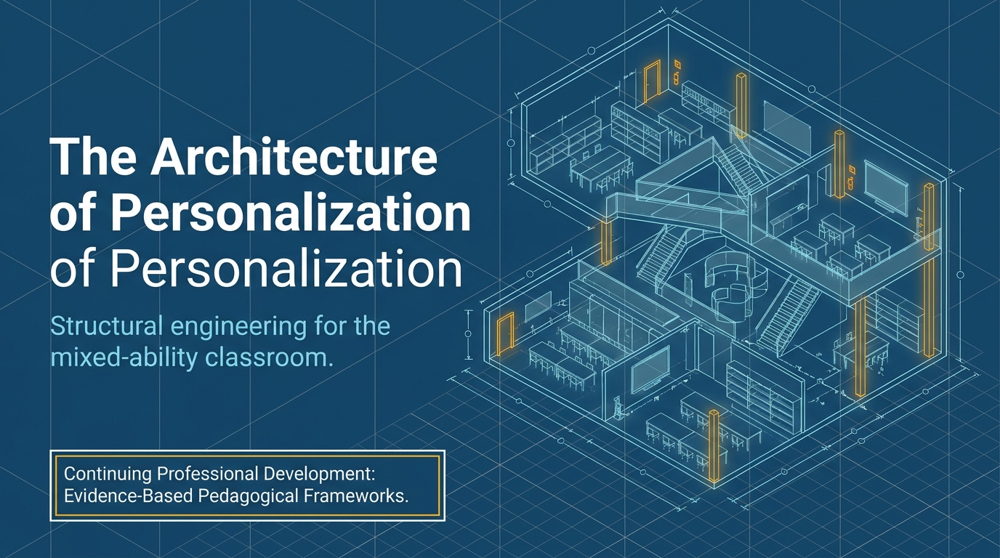 The Architecture
of Personalization
of Personalization
Structural engineering for the
mixed-ability classroom.
Continuing Professional Development:
Evidence-Based Pedagogical Frameworks.